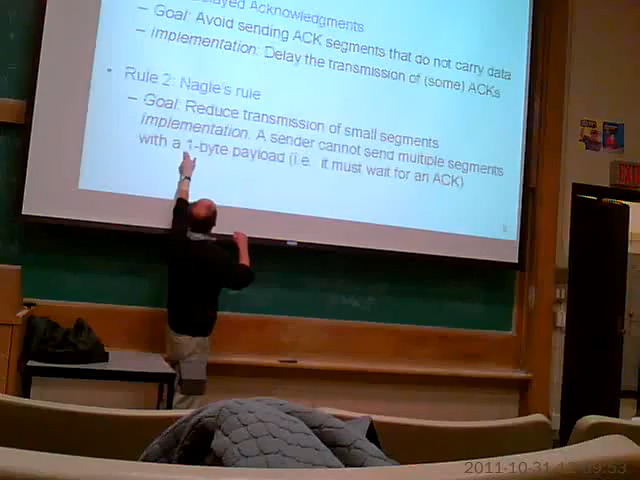 Delayed Acknowledgments
– Goal: Avoid sending ACK segments that do not carry data
– Implementation: Delay the transmission of (some) ACKs
• Rule 2: Nagle's rule
– Goal: Reduce transmission of small segments
Implementation: A sender cannot send multiple segments
with a 1-byte payload (i.e. it must wait for an ACK)
2011-10-31